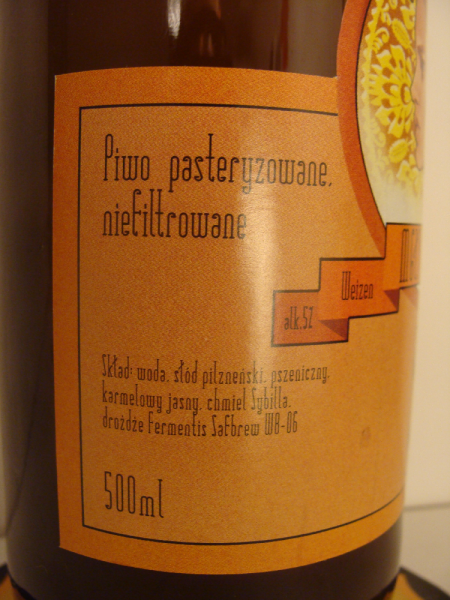 Piwo pasteryzowane,
niefiltrowane
Weizen
alk.5%
Skład: woda, słód pilzneński, pszeniczny,
karmelowy jasny, chmiel Sybilla,
drożdże Fermentis Safbrew WB-06
500ml